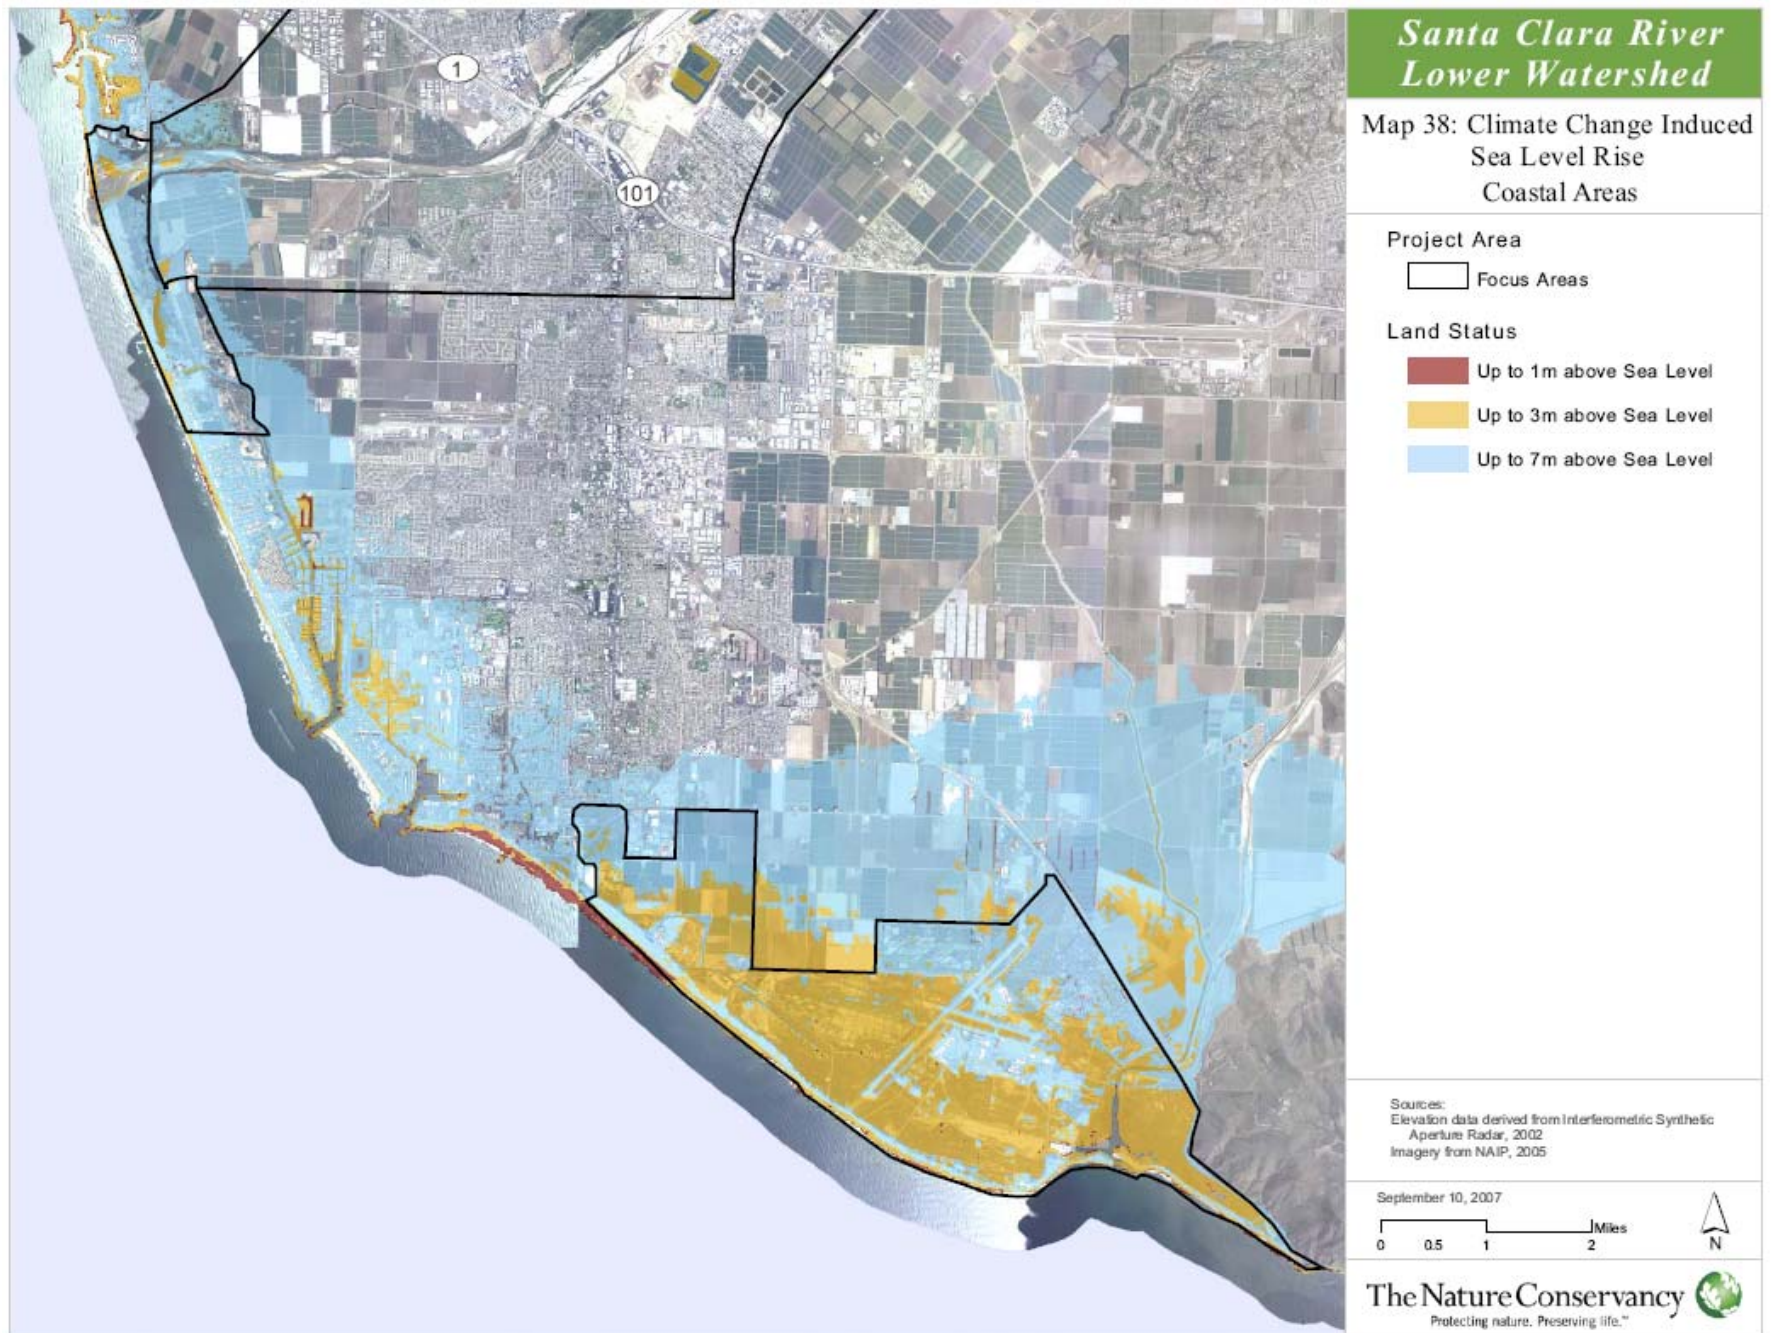 Santa Clara River
Lower Watershed
Map 38: Climate Change Induced
Sea Level Rise
Coastal Areas
Project Area
Focus Areas
Land Status
Up to 1m above Sea Level
Up to 3m above Sea Level
Up to 7m above Sea Level
1
101
Sources:
Elevation data derived from Interferometric Synthetic
Aperture Radar, 2002
Imagery from NAIP, 2005
September 10, 2007
Miles
0 0.5 1 2
N
The Nature Conservancy
Protecting nature. Preserving life.™